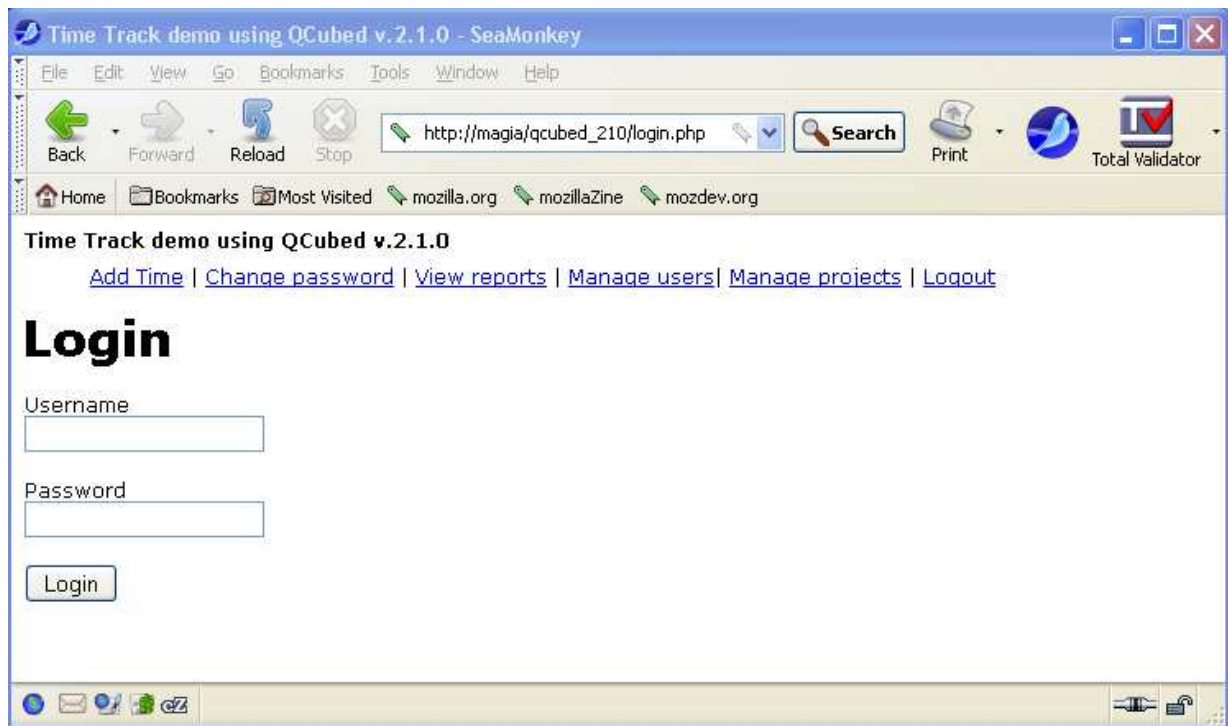 Time Track demo using QCubed v.2.1.0 - SeaMonkey
File Edit View Go Bookmarks Tools Window Help
Back Forward Reload Stop http://magia/qcubed_210/login.php Search Print Total Validator
Home Bookmarks Most Visited mozilla.org mozillaZine mozdev.org
Time Track demo using QCubed v.2.1.0
Add Time | Change password | View reports | Manage users| Manage projects | Logout
Login
Username
Password
Login
cZ